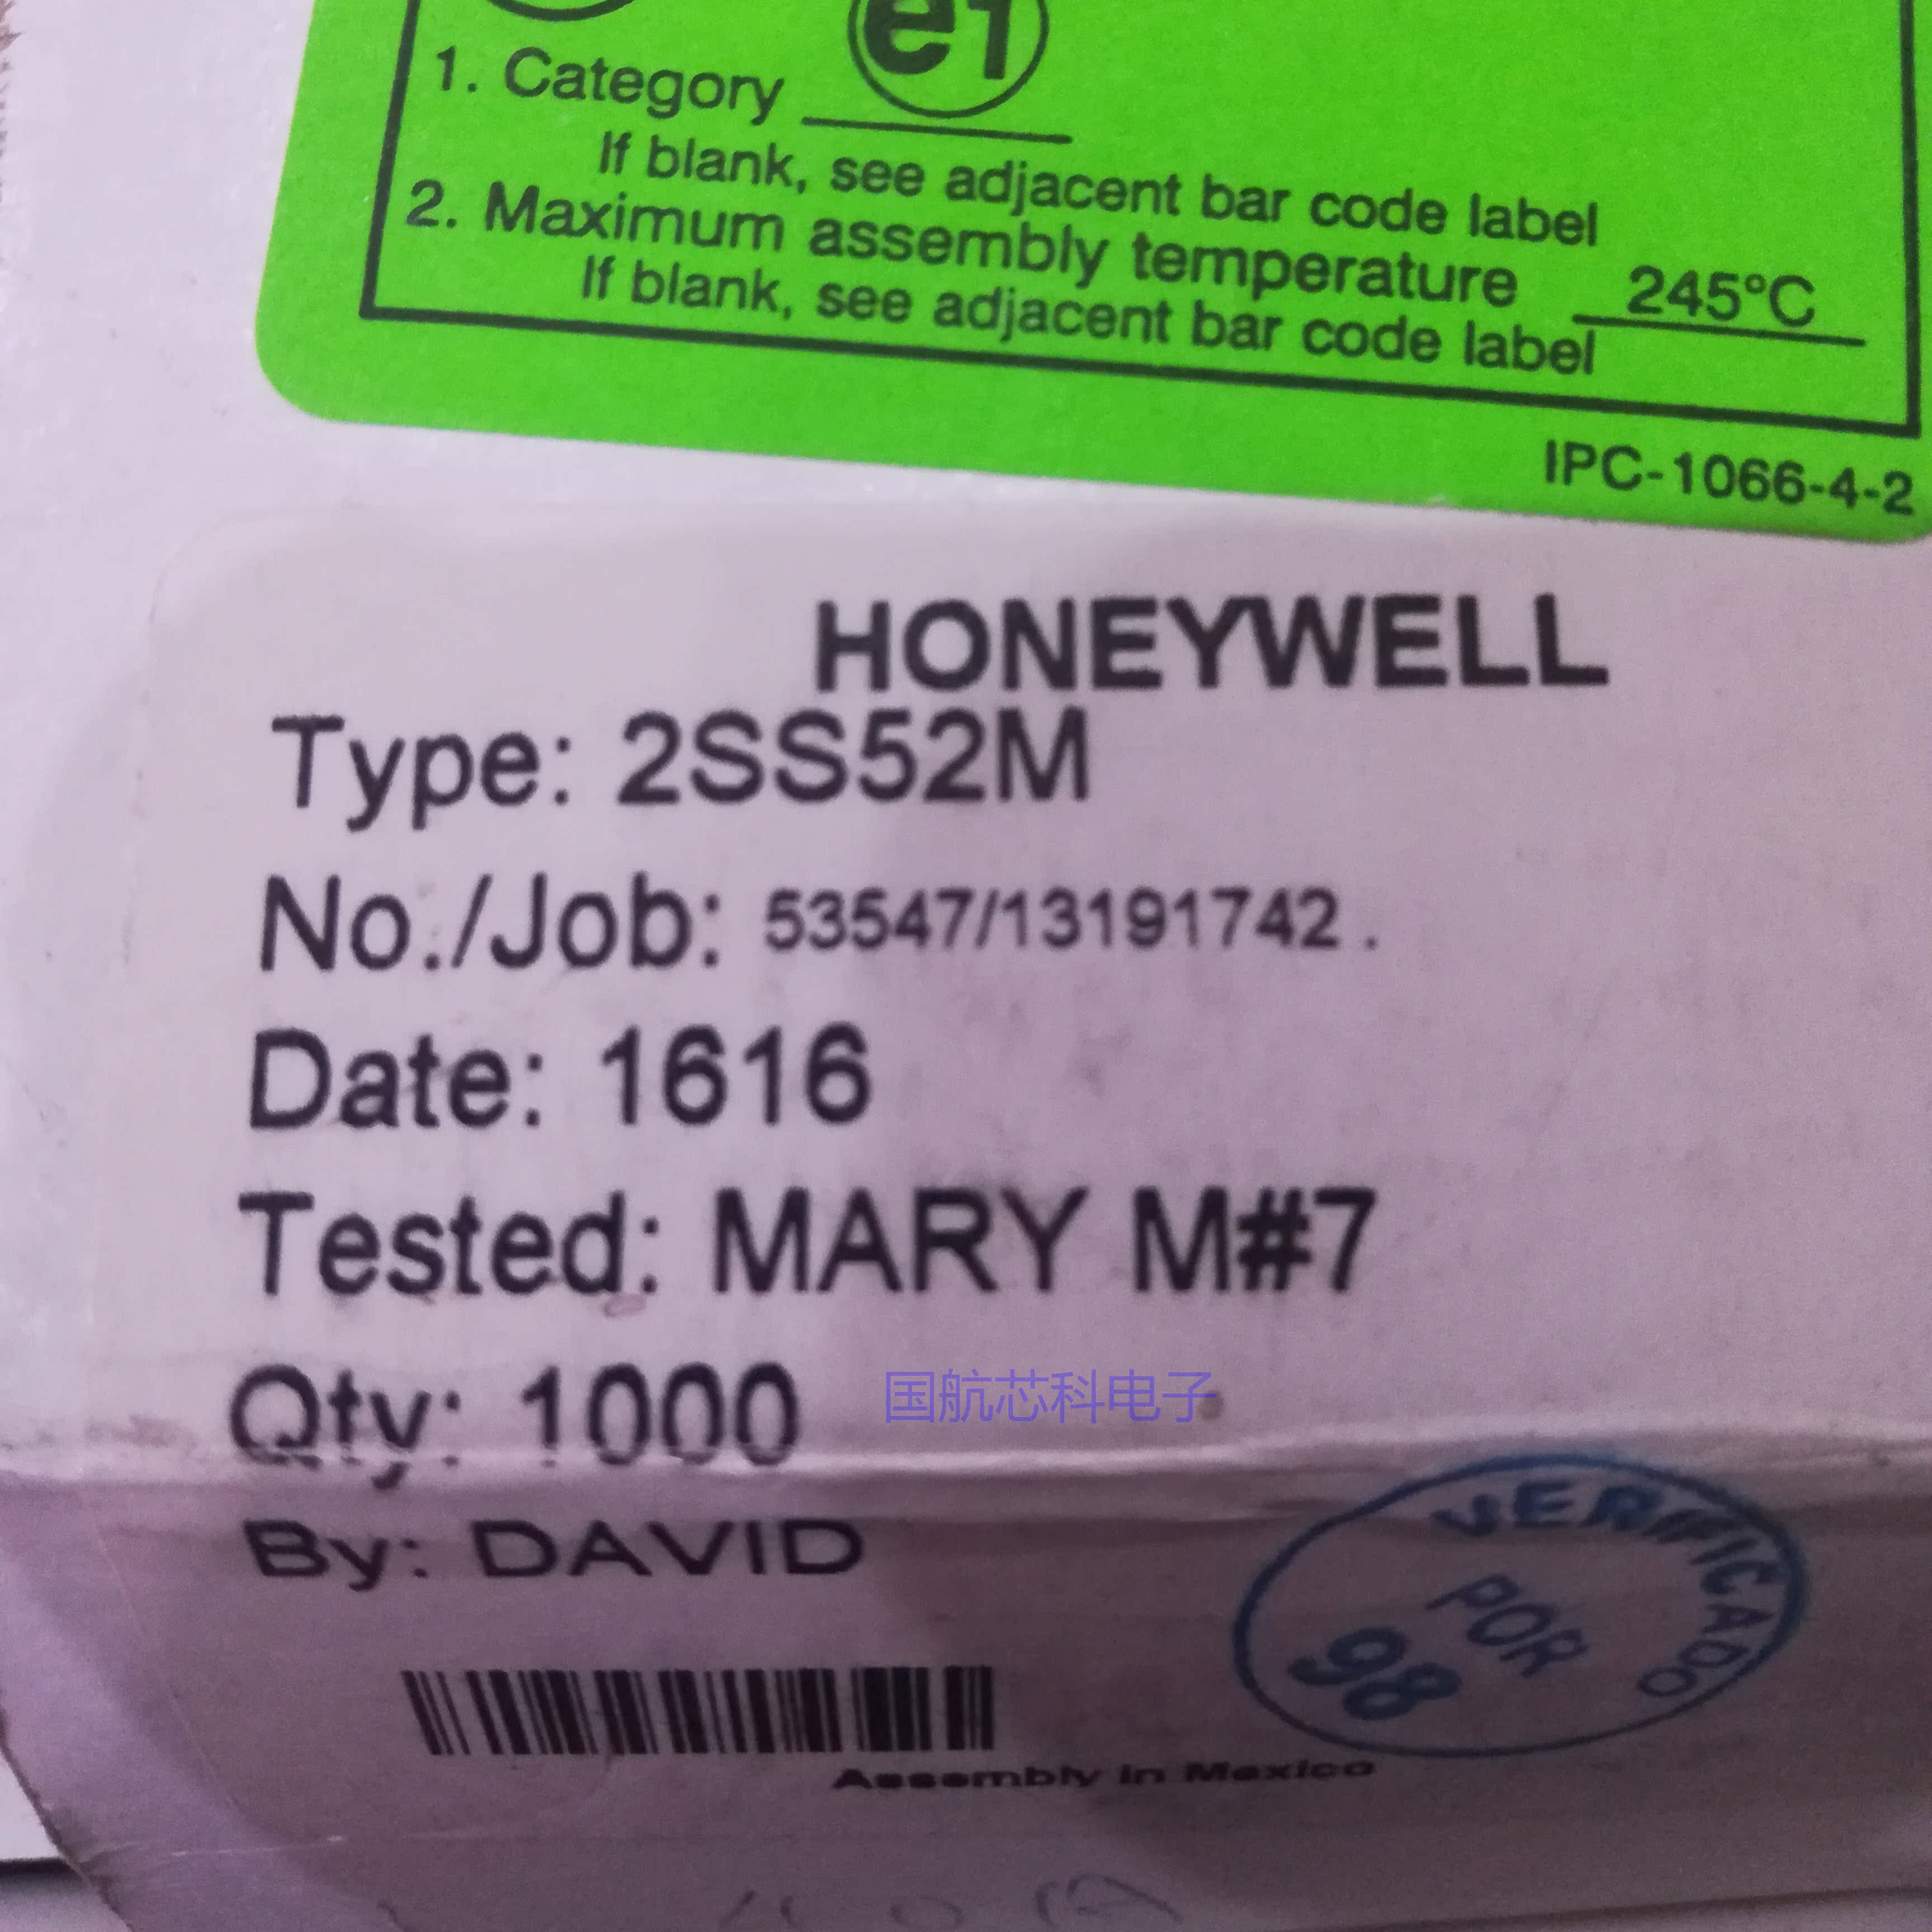 e1
1. Category
If blank, see adjacent bar code label
2. Maximum assembly temperature 245°C
If blank, see adjacent bar code label
IPC-1066-4-2
HONEYWELL
Type: 2SS52M
No./Job: 53547/13191742 .
Date: 1616
Tested: MARY M#7
Qty: 1000
国航芯科电子
By: DAVID
VERIFICADO
POR
98
Assembly in Mexico